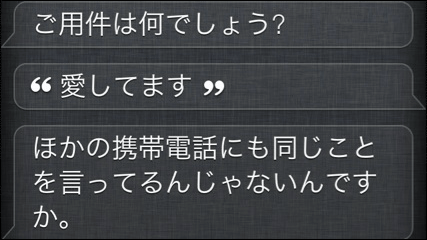 ご用件は何でしょう?
“ 愛してます ”
ほかの携帯電話にも同じこと
を言ってるんじゃないんです
か。